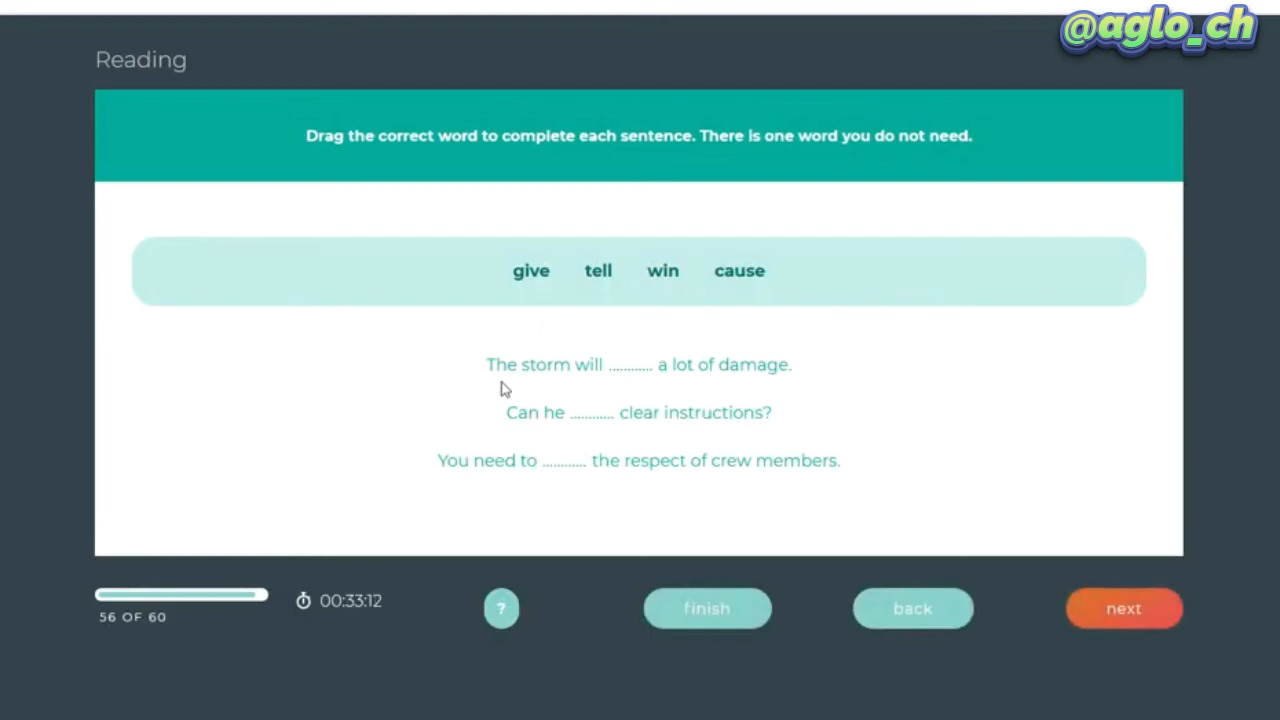 @aglo_ch
Reading
Drag the correct word to complete each sentence. There is one word you do not need.
give tell win cause
The storm will ............ a lot of damage.
Can he ............ clear instructions?
You need to ............ the respect of crew members.
56 OF 60
00:33:12
?
finish
back
next